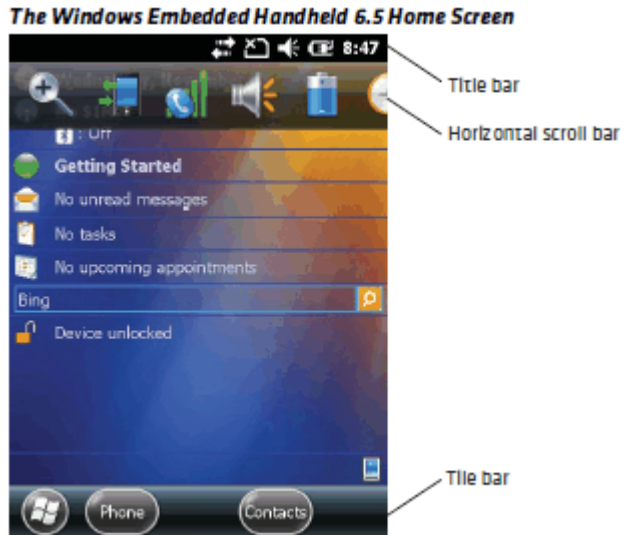 The Windows Embedded Handheld 6.5 Home Screen
8:47
Title bar
Horizontal scroll bar
: Off
Getting Started
No unread messages
No tasks
No upcoming appointments
Bing
Device unlocked
Tile bar
Phone
Contacts